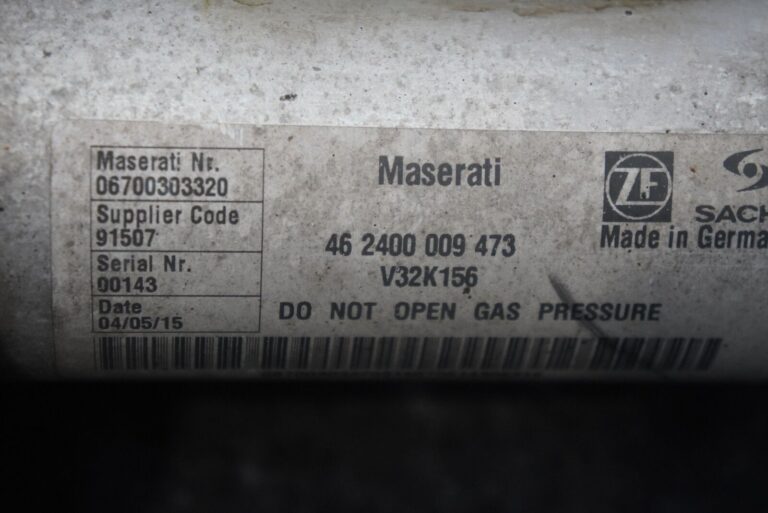 Maserati Nr.
06700303320
Supplier Code
91507
Serial Nr.
00143
Date
04/05/15
Maserati
46 2400 009 473
V32K156
DO NOT OPEN GAS PRESSURE
ZF
SACH
Made in Germa